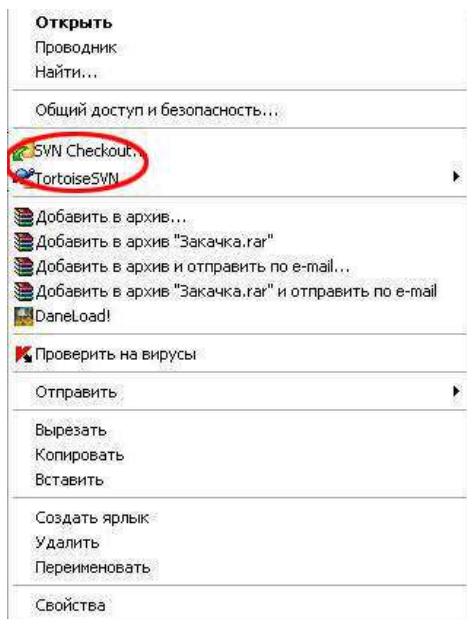 Открыть
Проводник
Найти...
Общий доступ и безопасность...
SVN Checkout...
TortoiseSVN
Добавить в архив...
Добавить в архив "Закачка.rar"
Добавить в архив и отправить по e-mail...
Добавить в архив "Закачка.rar" и отправить по e-mail
DaneLoad!
Проверить на вирусы
Отправить
Вырезать
Копировать
Вставить
Создать ярлык
Удалить
Переименовать
Свойства